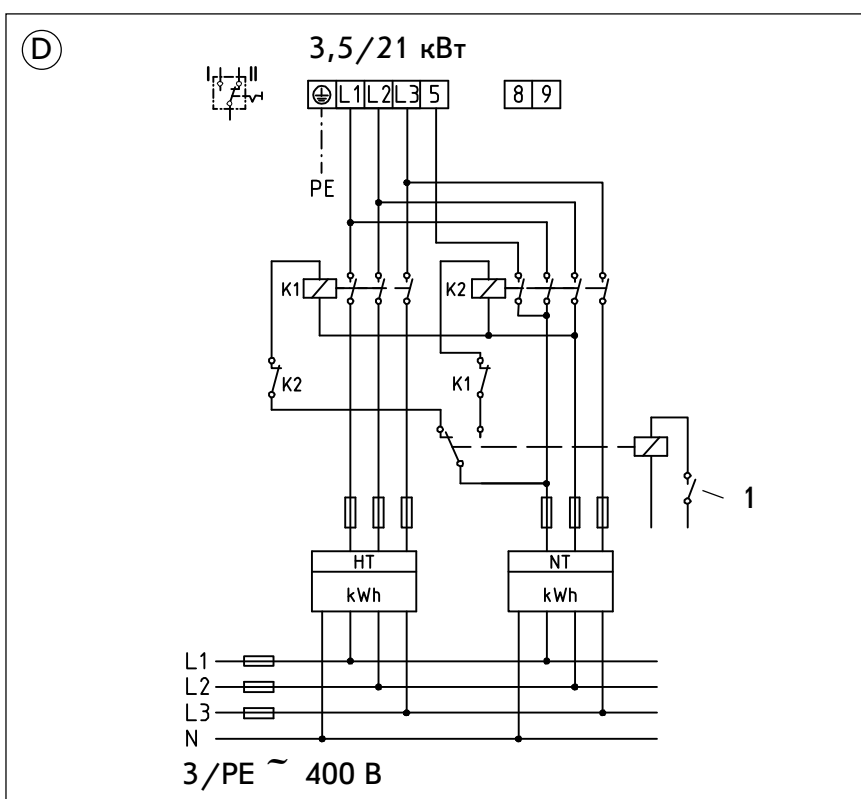 D
3,5/21 кВт
I II
L1 L2 L3 5 8 9
PE
K1 K2
K2 K1
1
HT NT
kWh kWh
L1
L2
L3
N
3/PE ~ 400 В